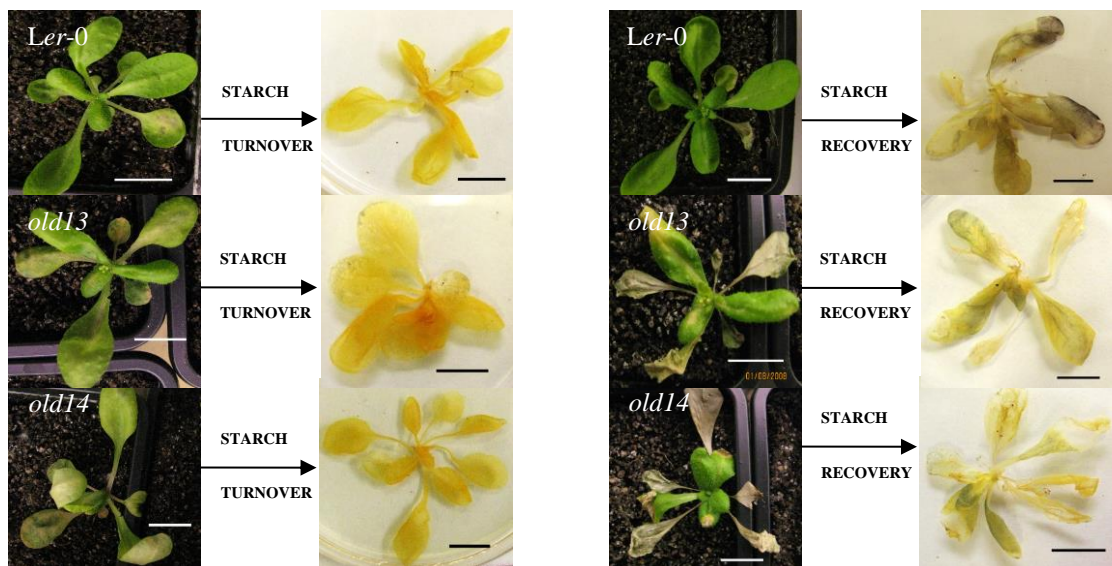 Ler-0
STARCH
TURNOVER
Ler-0
STARCH
RECOVERY
old13
STARCH
TURNOVER
old13
STARCH
RECOVERY
01/08/2008
old14
STARCH
TURNOVER
old14
STARCH
RECOVERY